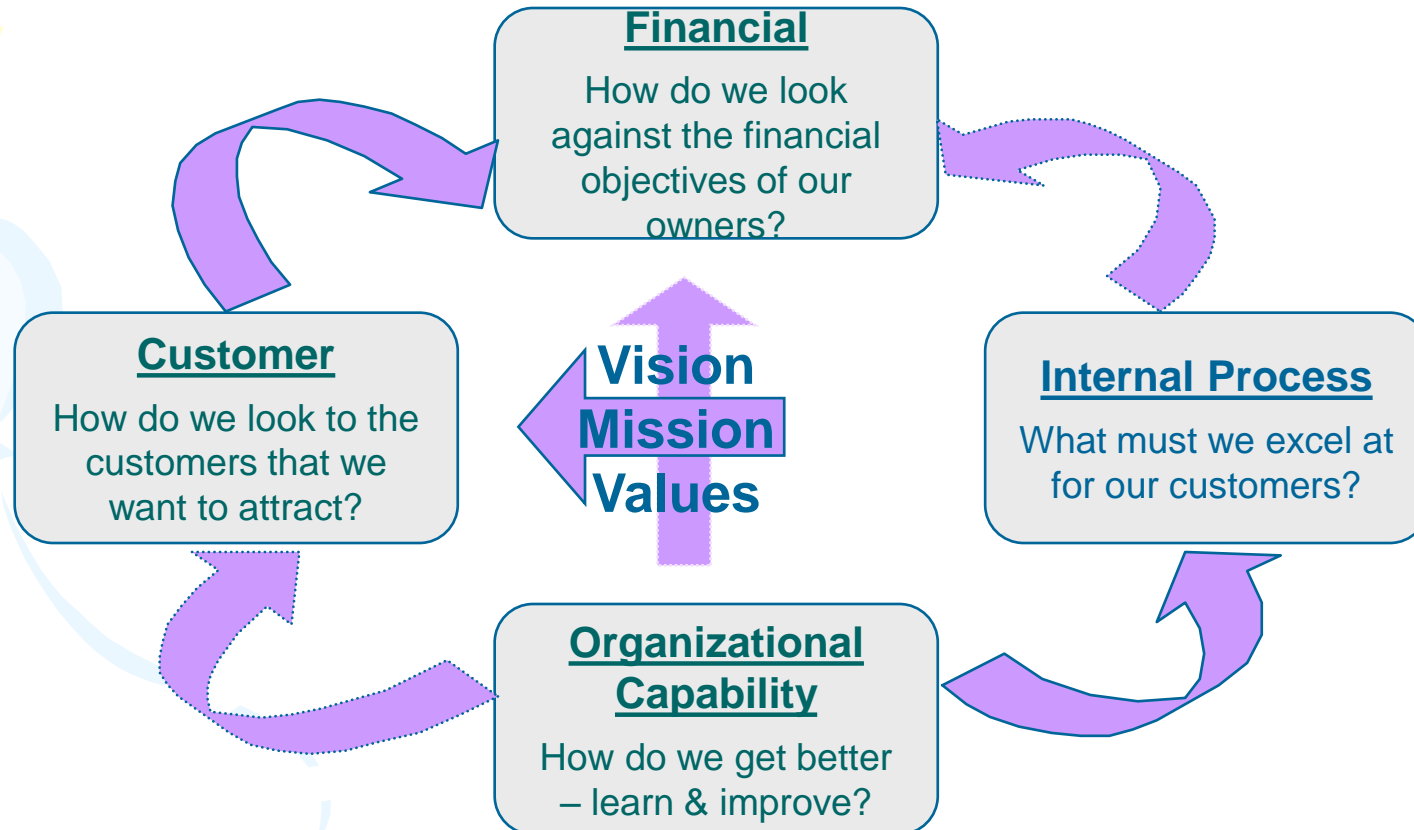 Financial
How do we look
against the financial
objectives of our
owners?
Customer
How do we look to the
customers that we
want to attract?
Vision
Mission
Values
Internal Process
What must we excel at
for our customers?
Organizational
Capability
How do we get better
– learn & improve?